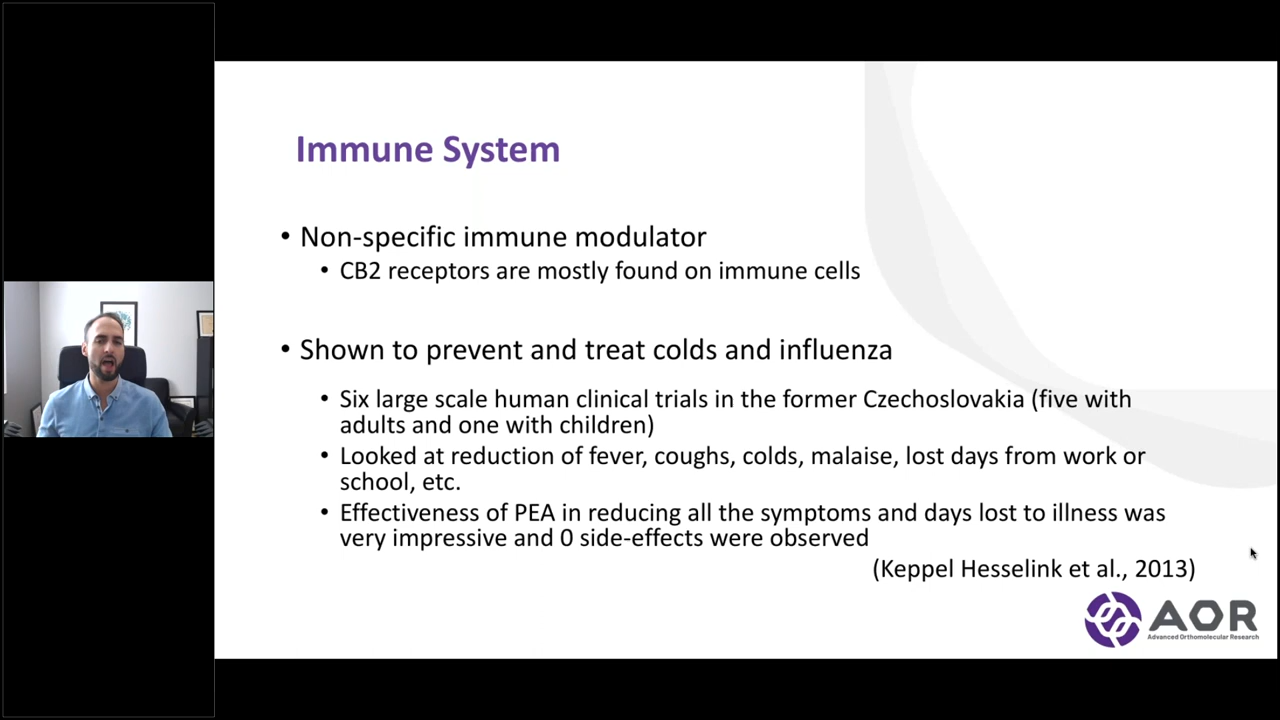 Immune System
• Non-specific immune modulator
• CB2 receptors are mostly found on immune cells
• Shown to prevent and treat colds and influenza
• Six large scale human clinical trials in the former Czechoslovakia (five with
adults and one with children)
• Looked at reduction of fever, coughs, colds, malaise, lost days from work or
school, etc.
• Effectiveness of PEA in reducing all the symptoms and days lost to illness was
very impressive and 0 side-effects were observed
(Keppel Hesselink et al., 2013)
AOR
Advanced Orthomolecular Research